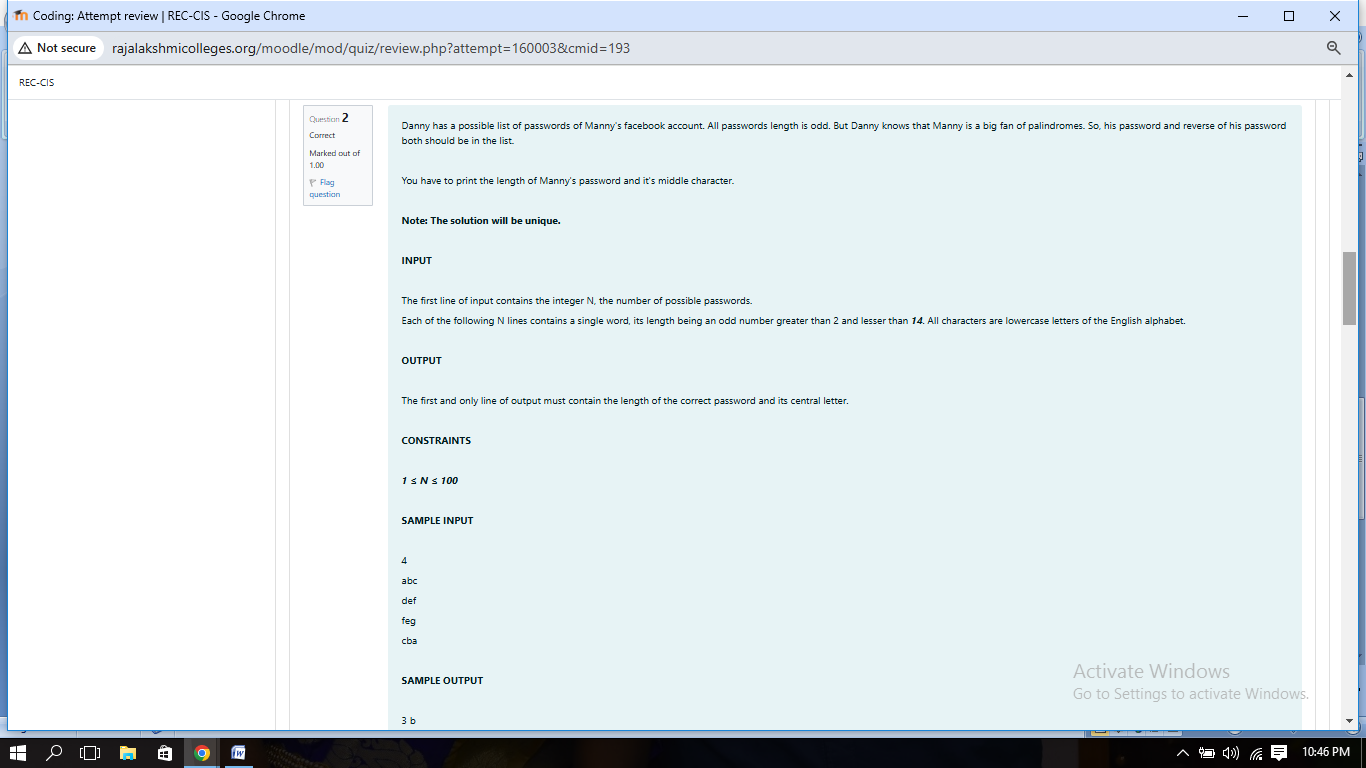 Coding: Attempt review | REC-CIS - Google Chrome
Not secure rajalakshmicolleges.org/moodle/mod/quiz/review.php?attempt=160003&cmid=193
REC-CIS
Question 2
Correct
Marked out of
1.00
Flag
question
Danny has a possible list of passwords of Manny's facebook account. All passwords length is odd. But Danny knows that Manny is a big fan of palindromes. So, his password and reverse of his password
both should be in the list.
You have to print the length of Manny's password and it's middle character.
Note: The solution will be unique.
INPUT
The first line of input contains the integer N, the number of possible passwords.
Each of the following N lines contains a single word, its length being an odd number greater than 2 and lesser than 14. All characters are lowercase letters of the English alphabet.
OUTPUT
The first and only line of output must contain the length of the correct password and its central letter.
CONSTRAINTS
1 ≤ N ≤ 100
SAMPLE INPUT
4
abc
def
feg
cba
SAMPLE OUTPUT
3 b
Activate Windows
Go to Settings to activate Windows.
10:46 PM